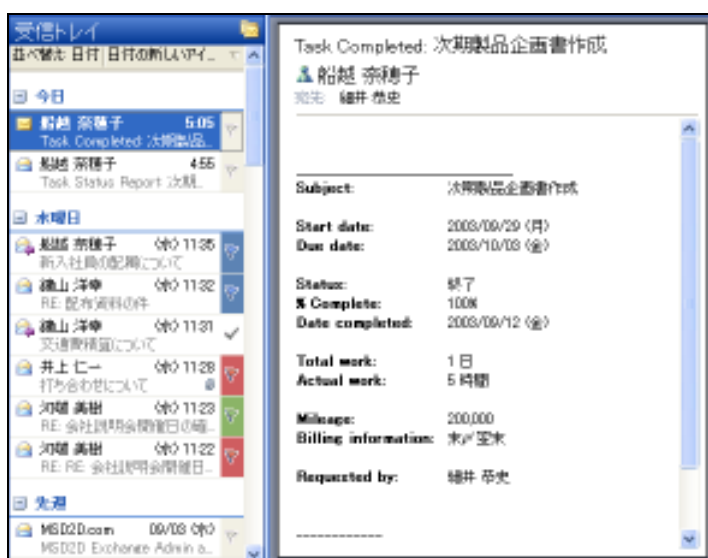 受信トレイ
並べ替え: 日付 日付の新しいアイ...
今日
船越 奈穂子 5:05
Task Completed: 次期製品...
船越 奈穂子 4:55
Task Status Report: 次期...
水曜日
船越 奈穂子 (水) 11:35
新入社員の配属について
磯山 洋幸 (水) 11:32
RE: 配布資料の件
磯山 洋幸 (水) 11:31
交通費精算について
井上 仁一 (水) 11:28
打ち合わせについて
河越 美樹 (水) 11:23
RE: 会社説明会開催日の確...
河越 美樹 (水) 11:22
RE: RE: 会社説明会開催日...
先週
MSD2D.com 09/03 (水)
MSD2D Exchange Admin a...
Task Completed: 次期製品企画書作成
船越 奈穂子
宛先: 細井 恭史
Subject: 次期製品企画書作成
Start date: 2003/09/29 (月)
Due date: 2003/10/03 (金)
Status: 終了
% Complete: 100%
Date completed: 2003/09/12 (金)
Total work: 1 日
Actual work: 5 時間
Mileage: 200,000
Billing information: 末〆翌末
Requested by: 細井 恭史
------------